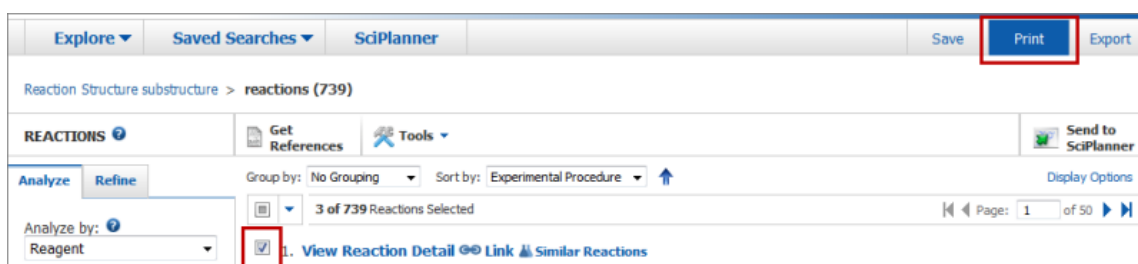 Explore Saved Searches SciPlanner Save Print Export
Reaction Structure substructure > reactions (739)
REACTIONS Get References Tools Send to SciPlanner
Analyze Refine Group by: No Grouping Sort by: Experimental Procedure Display Options
3 of 739 Reactions Selected Page: 1 of 50
Analyze by:
Reagent 1. View Reaction Detail Link Similar Reactions